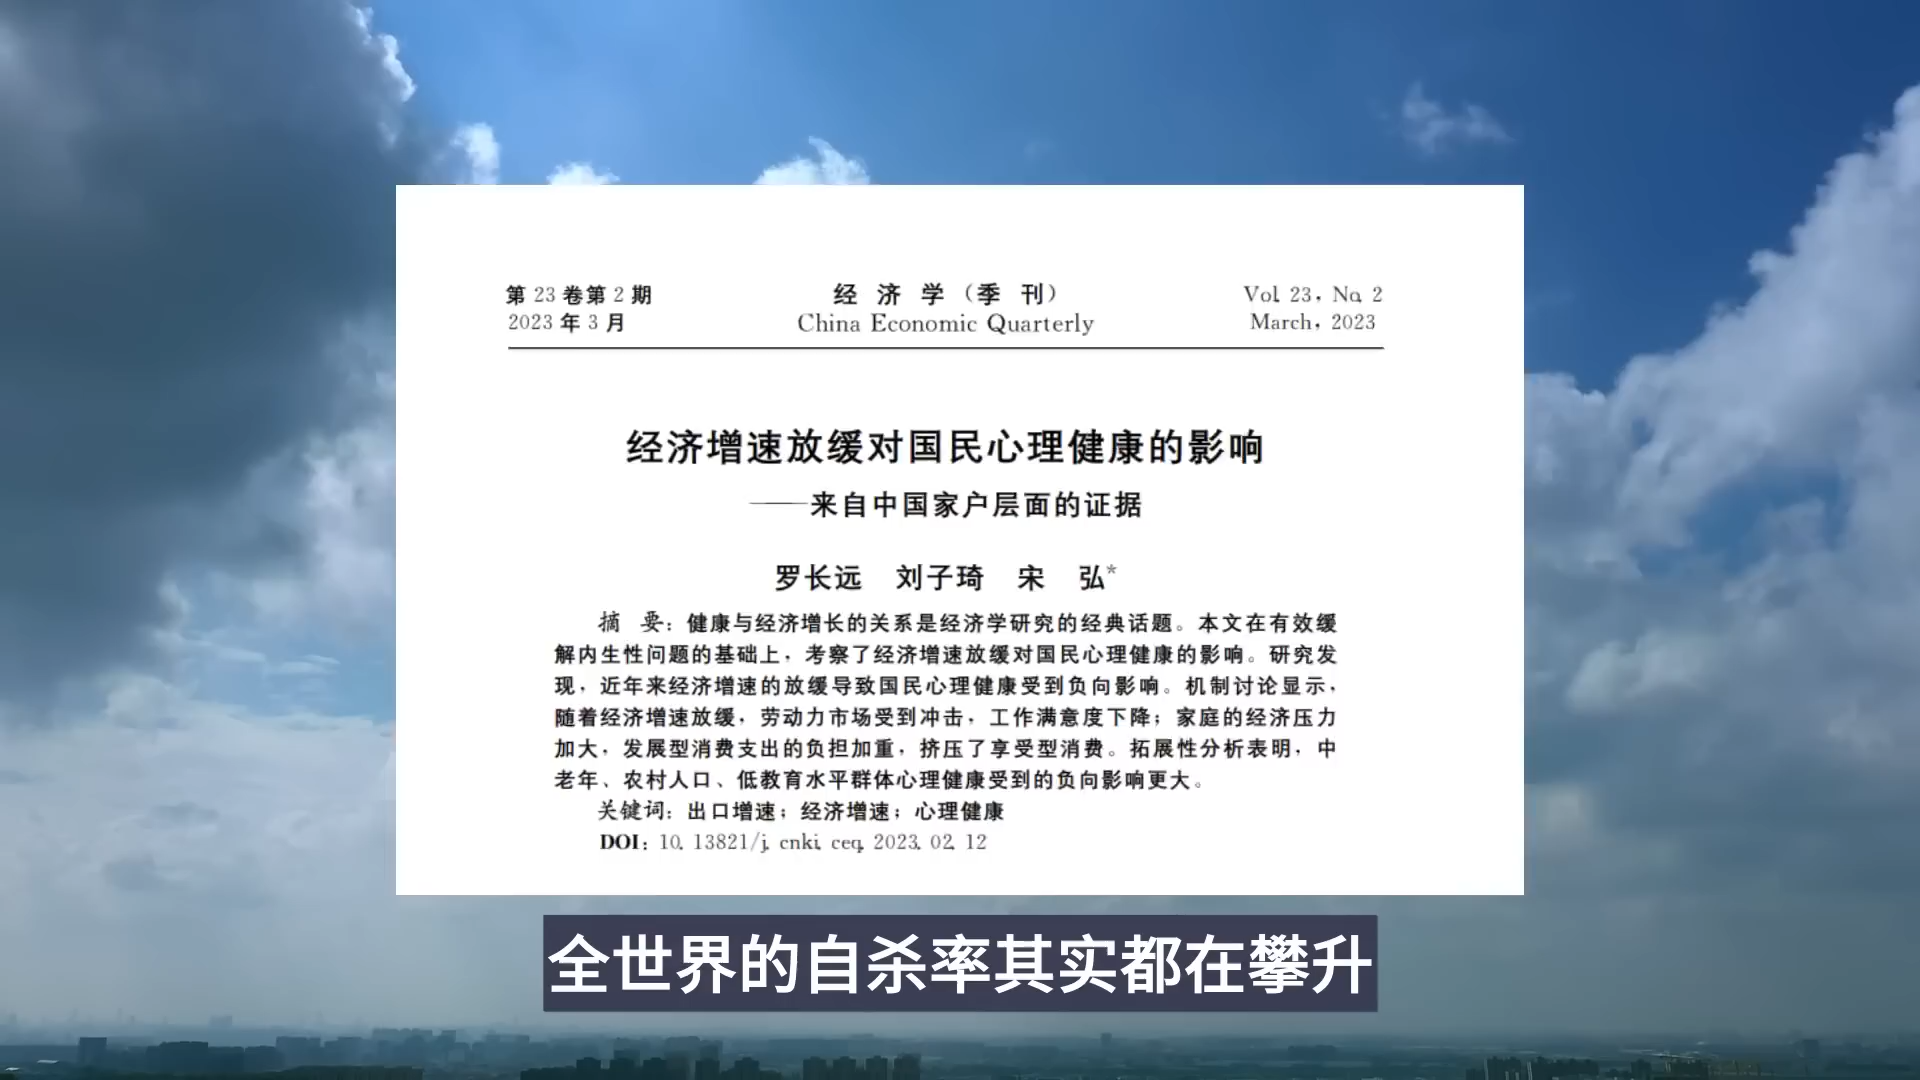 第 23 卷第 2 期
经 济 学（季 刊）
Vol. 23, No. 2
2023 年 3 月
China Economic Quarterly
March, 2023
经济增速放缓对国民心理健康的影响
——来自中国家户层面的证据
罗长远 刘子琦 宋 弘*
摘 要：健康与经济增长的关系是经济学研究的经典话题。本文在有效缓
解内生性问题的基础上，考察了经济增速放缓对国民心理健康的影响。研究发
现，近年来经济增速的放缓导致国民心理健康受到负向影响。机制讨论显示，
随着经济增速放缓，劳动力市场受到冲击，工作满意度下降；家庭的经济压力
加大，发展型消费支出的负担加重，挤压了享受型消费。拓展性分析表明，中
老年、农村人口、低教育水平群体心理健康受到的负向影响更大。
关键词：出口增速；经济增速；心理健康
DOI：10. 13821/j. cnki. ceq. 2023. 02. 12
全世界的自杀率其实都在攀升